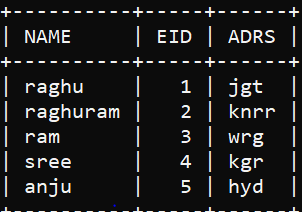 +----------+-----+------+
| NAME     | EID | ADRS |
+----------+-----+------+
| raghu    |   1 | jgt  |
| raghuram |   2 | knrr |
| ram      |   3 | wrg  |
| sree     |   4 | kgr  |
| anju     |   5 | hyd  |
+----------+-----+------+